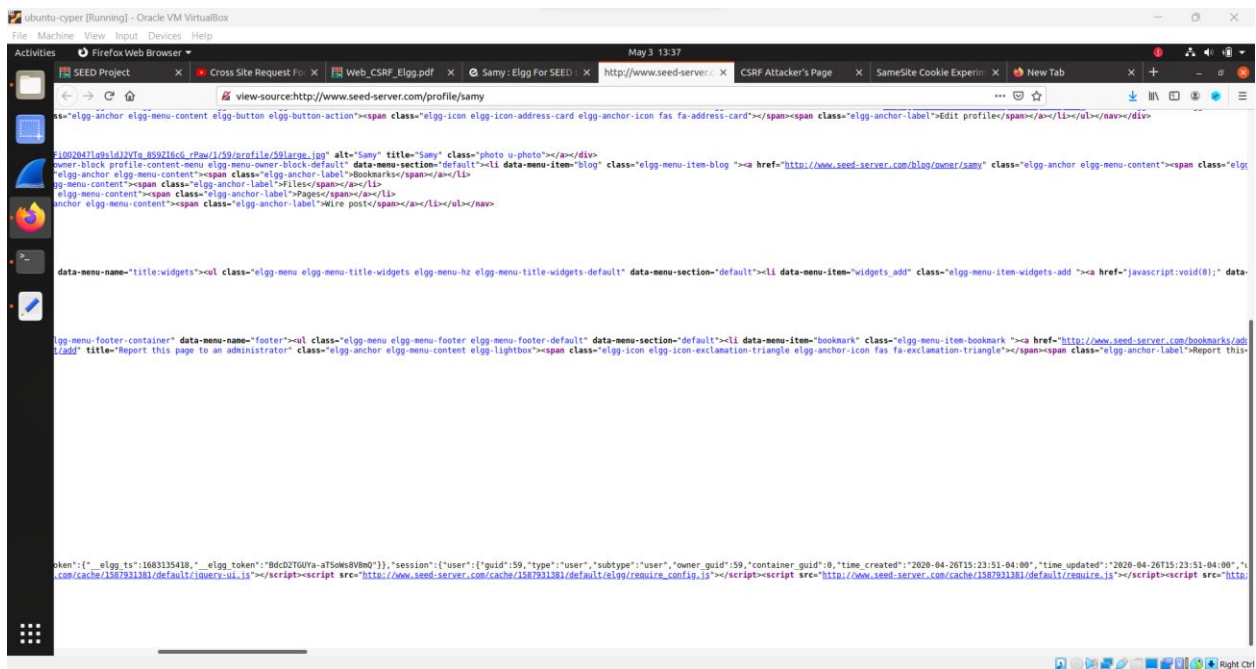 ubuntu-cyper [Running] - Oracle VM VirtualBox
File Machine View Input Devices Help
Activities Firefox Web Browser May 3 13:37
SEED Project Cross Site Request Fo Web_CSRF_Elgg.pdf Samy : Elgg For SEED L http://www.seed-server.c CSRF Attacker's Page SameSite Cookie Experim New Tab
view-source:http://www.seed-server.com/profile/samy
ss="elgg-anchor elgg-menu-content elgg-button elgg-button-action"><span class="elgg-icon elgg-icon-address-card elgg-anchor-icon fas fa-address-card"></span><span class="elgg-anchor-label">Edit profile</span></a></li></ul></nav></div>
/1/59/profile/59large.jpg" alt="Samy" title="Samy" class="photo u-photo"></a></div>
owner-block profile-content-menu elgg-menu-owner-block-default" data-menu-section="default"><li data-menu-item="blog" class="elgg-menu-item-blog "><a href="http://www.seed-server.com/blog/owner/samy" class="elgg-anchor elgg-menu-content"><span class="elgg
"elgg-anchor elgg-menu-content"><span class="elgg-anchor-label">Bookmarks</span></a></li>
gg-menu-content"><span class="elgg-anchor-label">Files</span></a></li>
elgg-menu-content"><span class="elgg-anchor-label">Pages</span></a></li>
anchor elgg-menu-content"><span class="elgg-anchor-label">Wire post</span></a></li></ul></nav>
data-menu-name="title:widgets"><ul class="elgg-menu elgg-menu-title-widgets elgg-menu-hz elgg-menu-title-widgets-default" data-menu-section="default"><li data-menu-item="widgets_add" class="elgg-menu-item-widgets-add "><a href="javascript:void(0);" data-
lgg-menu-footer-container" data-menu-name="footer"><ul class="elgg-menu elgg-menu-footer elgg-menu-footer-default" data-menu-section="default"><li data-menu-item="bookmark" class="elgg-menu-item-bookmark "><a href="http://www.seed-server.com/bookmarks/add
t/add" title="Report this page to an administrator" class="elgg-anchor elgg-menu-content elgg-lightbox"><span class="elgg-icon elgg-icon-exclamation-triangle elgg-anchor-icon fas fa-exclamation-triangle"></span><span class="elgg-anchor-label">Report this
oken":{"__elgg_ts":1683135418,"__elgg_token":"BdcD2TGUYa-aTSoWs8VBmQ"}},"session":{"user":{"guid":59,"type":"user","subtype":"user","owner_guid":59,"container_guid":0,"time_created":"2020-04-26T15:23:51-04:00","time_updated":"2020-04-26T15:23:51-04:00","u
.com/cache/1587931381/default/jquery-ui.js"></script><script src="http://www.seed-server.com/cache/1587931381/default/elgg/require_config.js"></script><script src="http://www.seed-server.com/cache/1587931381/default/require.js"></script><script src="http:
Right Ctrl